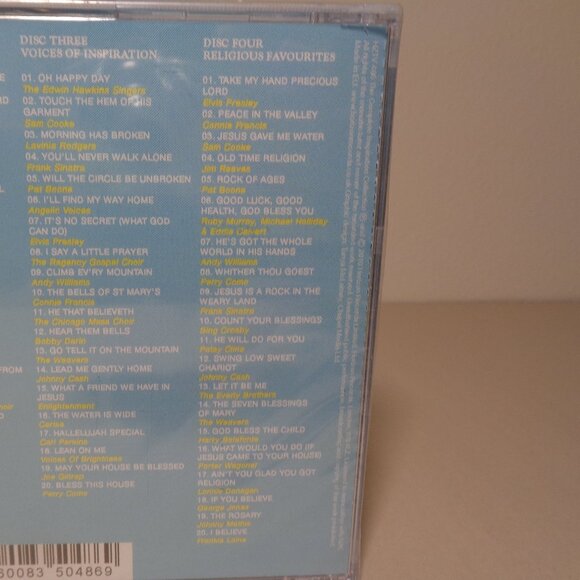 DISC THREE
VOICES OF INSPIRATION
01. OH HAPPY DAY
The Edwin Hawkins Singers
02. TOUCH THE HEM OF HIS
GARMENT
Sam Cooke
03. MORNING HAS BROKEN
Lavinia Rodgers
04. YOU'LL NEVER WALK ALONE
Frank Sinatra
05. WILL THE CIRCLE BE UNBROKEN
Pat Boone
06. I'LL FIND MY WAY HOME
Angelic Voices
07. IT'S NO SECRET (WHAT GOD
CAN DO)
Elvis Presley
08. I SAY A LITTLE PRAYER
The Regency Gospel Choir
09. CLIMB EV'RY MOUNTAIN
Andy Williams
10. THE BELLS OF ST MARY'S
Connie Francis
11. HE THAT BELIEVETH
The Chicago Mass Choir
12. HEAR THEM BELLS
Bobby Darin
13. GO TELL IT ON THE MOUNTAIN
The Weavers
14. LEAD ME GENTLY HOME
Johnny Cash
15. WHAT A FRIEND WE HAVE IN
JESUS
Enlightenment
16. THE WATER IS WIDE
Cerise
17. HALLELUJAH SPECIAL
Carl Perkins
18. LEAN ON ME
Voices Of Brightness
19. MAY YOUR HOUSE BE BLESSED
Joe Giltrap
20. BLESS THIS HOUSE
Perry Como
DISC FOUR
RELIGIOUS FAVOURITES
01. TAKE MY HAND PRECIOUS
LORD
Elvis Presley
02. PEACE IN THE VALLEY
Connie Francis
03. JESUS GAVE ME WATER
Sam Cooke
04. OLD TIME RELIGION
Jim Reeves
05. ROCK OF AGES
Pat Boone
06. GOOD LUCK, GOOD
HEALTH, GOD BLESS YOU
Ruby Murray, Michael Holliday
& Eddie Calvert
07. HE'S GOT THE WHOLE
WORLD IN HIS HANDS
Andy Williams
08. WHITHER THOU GOEST
Perry Como
09. JESUS IS A ROCK IN THE
WEARY LAND
Frank Sinatra
10. COUNT YOUR BLESSINGS
Bing Crosby
11. HE WILL DO FOR YOU
Patsy Cline
12. SWING LOW SWEET
CHARIOT
Johnny Cash
13. LET IT BE ME
The Everly Brothers
14. THE SEVEN BLESSINGS
OF MARY
The Weavers
15. GOD BLESS THE CHILD
Harry Belafonte
16. WHAT WOULD YOU DO (IF
JESUS CAME TO YOUR HOUSE)
Porter Wagoner
17. AIN'T YOU GLAD YOU GOT
RELIGION
Lonnie Donegan
18. IF YOU BELIEVE
George Jones
19. THE ROSARY
Johnny Mathis
20. I BELIEVE
Frankie Laine
60083 504869